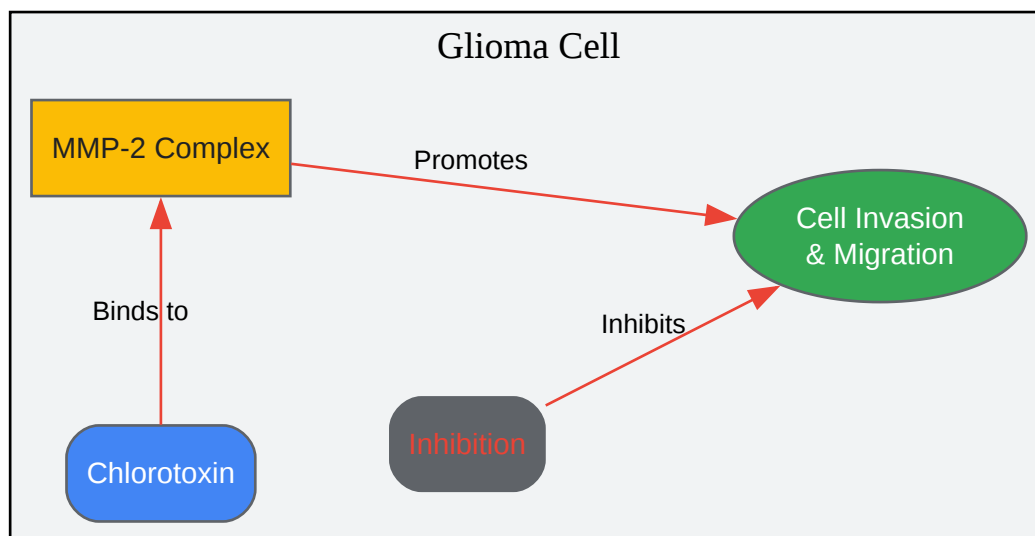 Glioma Cell
MMP-2 Complex
Promotes
Cell Invasion
& Migration
Binds to
Inhibits
Inhibition
Chlorotoxin